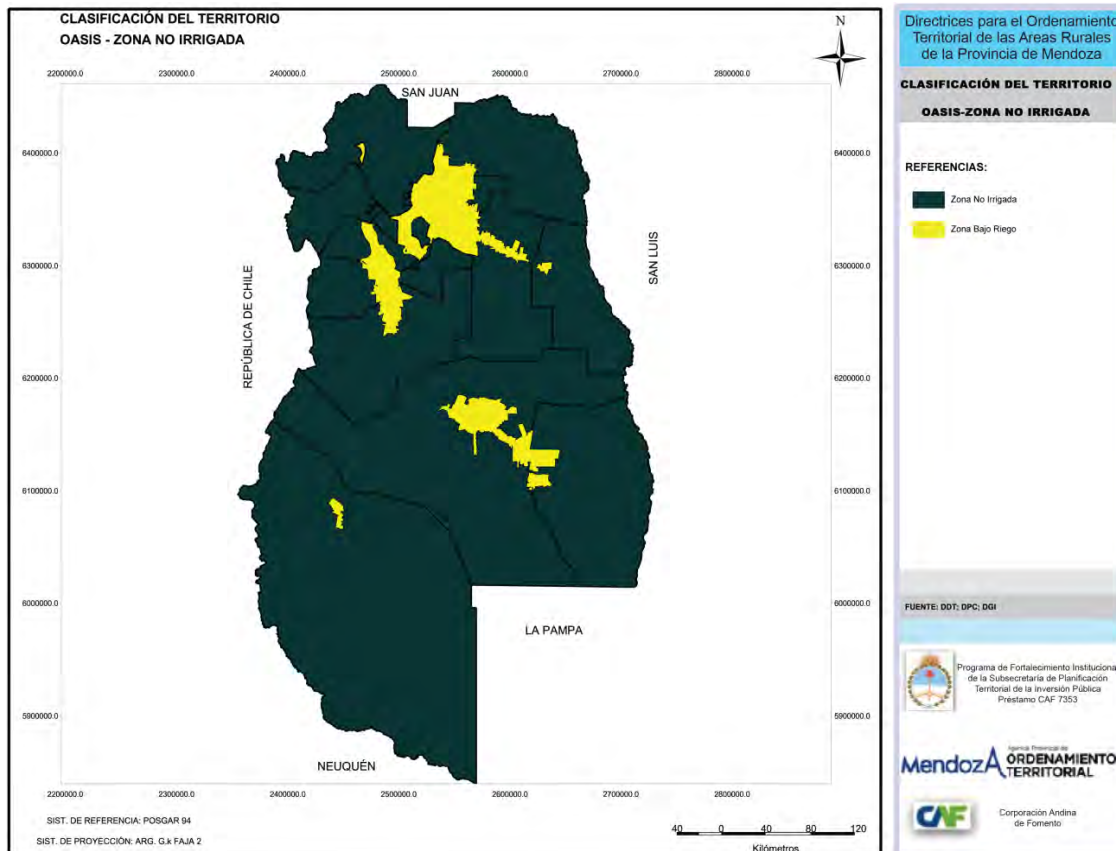 CLASIFICACIÓN DEL TERRITORIO
OASIS - ZONA NO IRRIGADA
N
2200000.0 2300000.0 2400000.0 2500000.0 2600000.0 2700000.0 2800000.0
SAN JUAN
6400000.0 6400000.0
6300000.0 6300000.0
SAN LUIS
REPÚBLICA DE CHILE
6200000.0 6200000.0
6100000.0 6100000.0
6000000.0 6000000.0
LA PAMPA
5900000.0 5900000.0
NEUQUÉN
2200000.0 2300000.0 2400000.0 2500000.0 2600000.0 2700000.0 2800000.0
SIST. DE REFERENCIA: POSGAR 94
SIST. DE PROYECCIÓN: ARG. G.k FAJA 2
40 0 40 80 120
Kilómetros
Directrices para el Ordenamiento
Territorial de las Areas Rurales
de la Provincia de Mendoza
CLASIFICACIÓN DEL TERRITORIO
OASIS-ZONA NO IRRIGADA
REFERENCIAS:
Zona No Irrigada
Zona Bajo Riego
FUENTE: DDT; DPC; DGI
Programa de Fortalecimiento Instituciona
de la Subsecretaría de Planificación
Territorial de la inversión Pública
Préstamo CAF 7353
MendozA
Agencia Provincial de
ORDENAMIENTO
TERRITORIAL
CAF
Corporación Andina
de Fomento